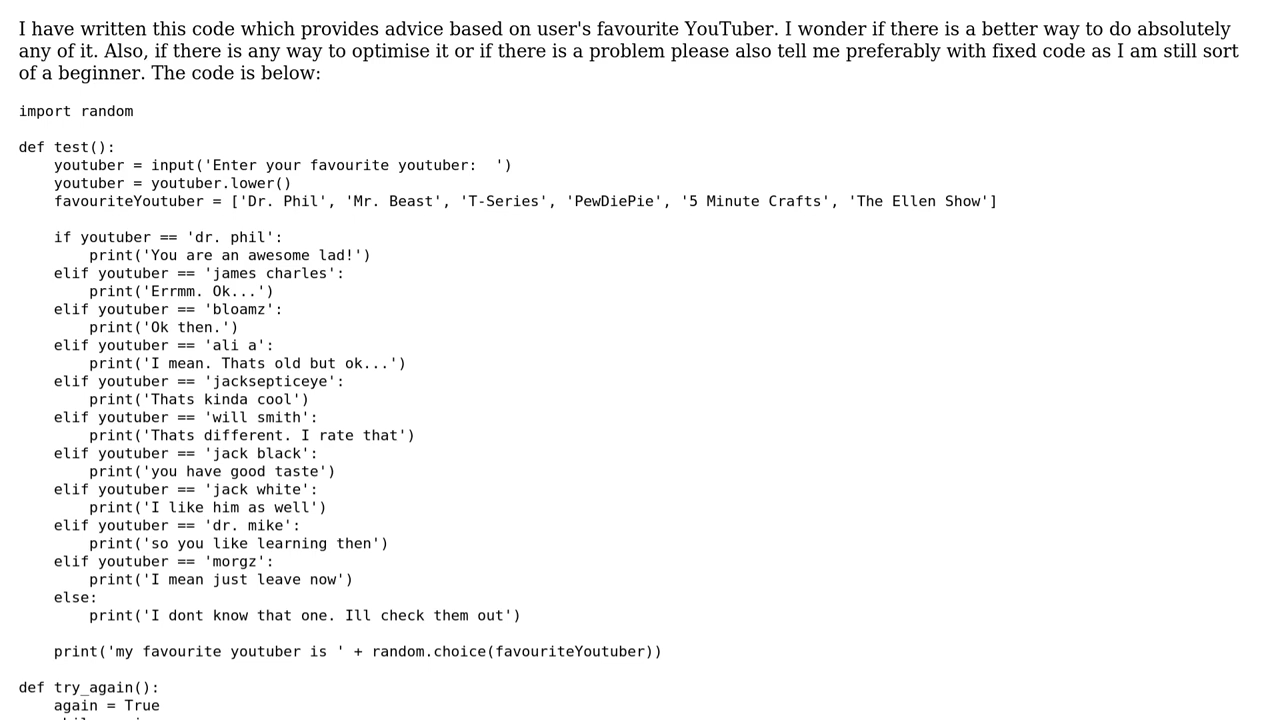 I have written this code which provides advice based on user's favourite YouTuber. I wonder if there is a better way to do absolutely
any of it. Also, if there is any way to optimise it or if there is a problem please also tell me preferably with fixed code as I am still sort
of a beginner. The code is below:
import random
def test():
    youtuber = input('Enter your favourite youtuber:  ')
    youtuber = youtuber.lower()
    favouriteYoutuber = ['Dr. Phil', 'Mr. Beast', 'T-Series', 'PewDiePie', '5 Minute Crafts', 'The Ellen Show']
    if youtuber == 'dr. phil':
        print('You are an awesome lad!')
    elif youtuber == 'james charles':
        print('Errmm. Ok...')
    elif youtuber == 'bloamz':
        print('Ok then.')
    elif youtuber == 'ali a':
        print('I mean. Thats old but ok...')
    elif youtuber == 'jacksepticeye':
        print('Thats kinda cool')
    elif youtuber == 'will smith':
        print('Thats different. I rate that')
    elif youtuber == 'jack black':
        print('you have good taste')
    elif youtuber == 'jack white':
        print('I like him as well')
    elif youtuber == 'dr. mike':
        print('so you like learning then')
    elif youtuber == 'morgz':
        print('I mean just leave now')
    else:
        print('I dont know that one. Ill check them out')
    print('my favourite youtuber is ' + random.choice(favouriteYoutuber))
def try_again():
    again = True